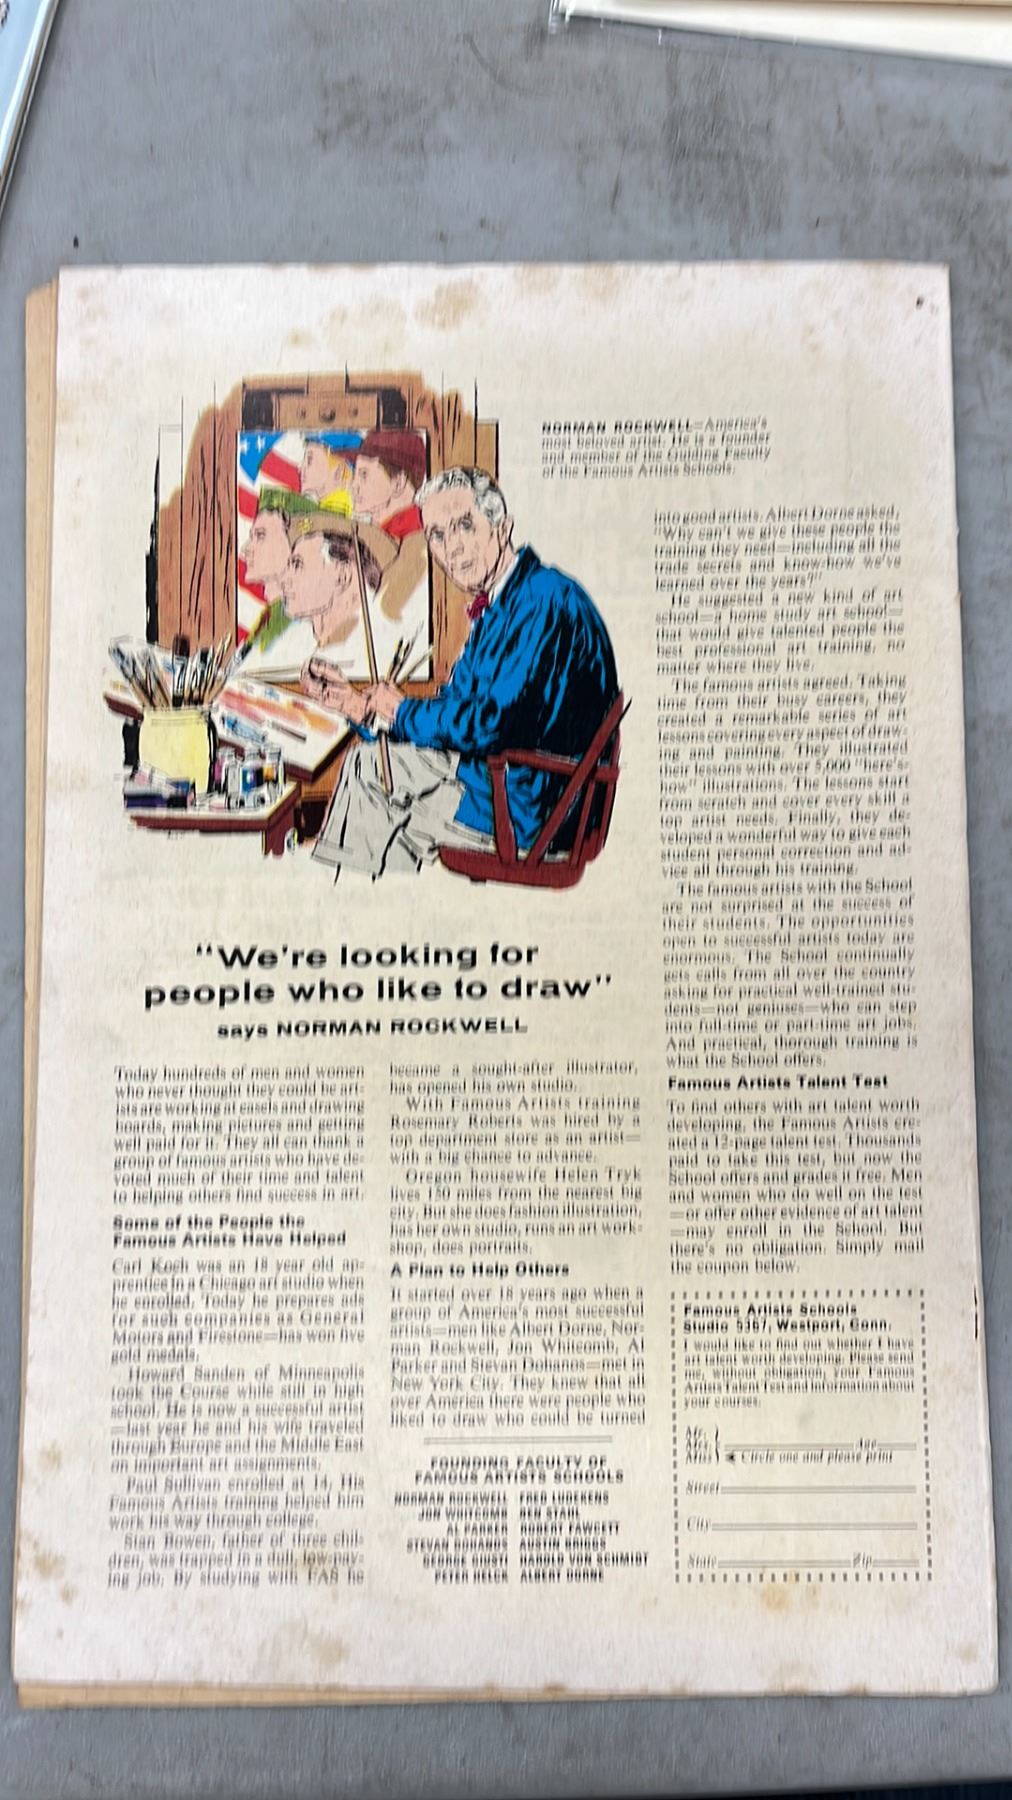 NORMAN ROCKWELL—America's
most beloved artist. He is a founder
and member of the Guiding Faculty
of the Famous Artists Schools.
"We're looking for
people who like to draw"
says NORMAN ROCKWELL
Today hundreds of men and women
who never thought they could be art-
ists are working at easels and drawing
boards, making pictures and getting
well paid for it. They all can thank a
group of famous artists who have de-
voted much of their time and talent
to helping others find success in art.
Some of the People the
Famous Artists Have Helped
Carl Koch was an 18 year old ap-
prentice in a Chicago art studio when
he enrolled. Today he prepares ads
for such companies as General
Motors and Firestone—has won five
gold medals.
Howard Sanden of Minneapolis
took the Course while still in high
school. He is now a successful artist
—last year he and his wife traveled
through Europe and the Middle East
on important art assignments.
Paul Sullivan enrolled at 14. His
Famous Artists training helped him
work his way through college.
Stan Bowen, father of three chil-
dren, was trapped in a dull, low-pay-
ing job. By studying with FAS he
became a sought-after illustrator,
has opened his own studio.
With Famous Artists training
Rosemary Roberts was hired by a
top department store as an artist—
with a big chance to advance.
Oregon housewife Helen Tryk
lives 150 miles from the nearest big
city. But she does fashion illustration,
has her own studio, runs an art work-
shop, does portraits.
A Plan to Help Others
It started over 18 years ago when a
group of America's most successful
artists—men like Albert Dorne, Nor-
man Rockwell, Jon Whitcomb, Al
Parker and Stevan Dohanos—met in
New York City. They knew that all
over America there were people who
liked to draw who could be turned
into good artists. Albert Dorne asked,
"Why can't we give these people the
training they need—including all the
trade secrets and know-how we've
learned over the years?"
He suggested a new kind of art
school—a home study art school—
that would give talented people the
best professional art training, no
matter where they live.
The famous artists agreed. Taking
time from their busy careers, they
created a remarkable series of art
lessons covering every aspect of draw-
ing and painting. They illustrated
their lessons with over 5,000 "here's-
how" illustrations. The lessons start
from scratch and cover every skill a
top artist needs. Finally, they de-
veloped a wonderful way to give each
student personal correction and ad-
vice all through his training.
The famous artists with the School
are not surprised at the success of
their students. The opportunities
open to successful artists today are
enormous. The School continually
gets calls from all over the country
asking for practical well-trained stu-
dents—not geniuses—who can step
into full-time or part-time art jobs.
And practical, thorough training is
what the School offers.
Famous Artists Talent Test
To find others with art talent worth
developing, the Famous Artists cre-
ated a 12-page talent test. Thousands
paid to take this test, but now the
School offers and grades it free. Men
and women who do well on the test
—or offer other evidence of art talent
—may enroll in the School. But
there's no obligation. Simply mail
the coupon below.
FOUNDING FACULTY OF
FAMOUS ARTISTS SCHOOLS
NORMAN ROCKWELL FRED LUDEKENS
JON WHITCOMB BEN STAHL
AL PARKER ROBERT FAWCETT
STEVAN DOHANOS AUSTIN BRIGGS
GEORGE GIUSTI HAROLD VON SCHMIDT
PETER HELCK ALBERT DORNE
Famous Artists Schools
Studio 5367, Westport, Conn.
I would like to find out whether I have
art talent worth developing. Please send
me, without obligation, your Famous
Artists Talent Test and information about
your courses.
Mr.
Mrs. Age
Miss Circle one and please print
Street
City
State Zip